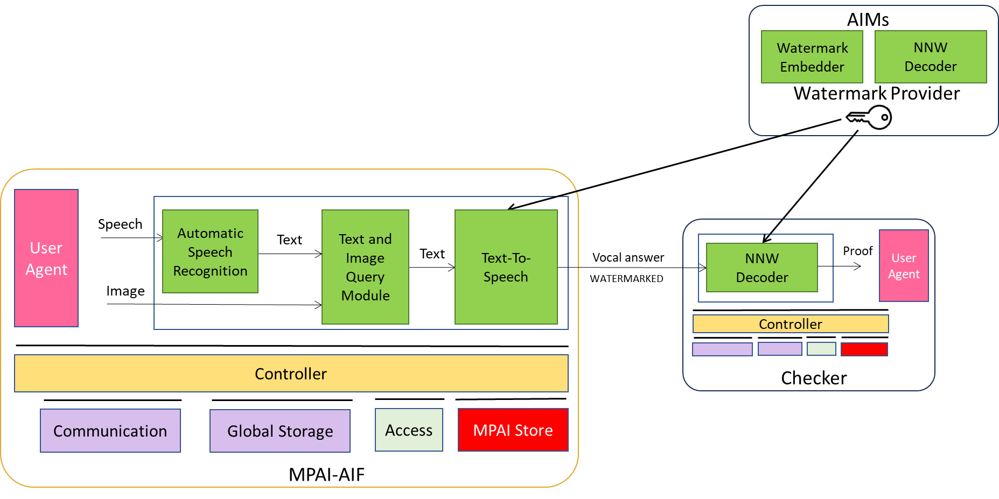 AIMs
Watermark
Embedder
NNW
Decoder
Watermark Provider
User
Agent
Speech
Image
Automatic
Speech
Recognition
Text
Text and
Image
Query
Module
Text
Text-To-
Speech
Vocal answer
WATERMARKED
NNW
Decoder
Proof
User
Agent
Controller
Checker
Controller
Communication
Global Storage
Access
MPAI Store
MPAI-AIF